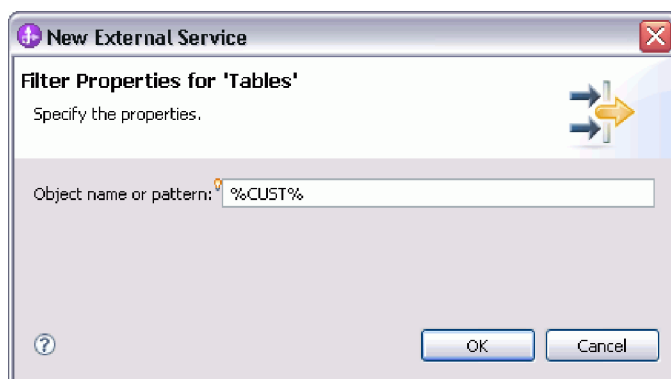 New External Service
Filter Properties for 'Tables'
Specify the properties.
Object name or pattern: %CUST%
?
OK Cancel